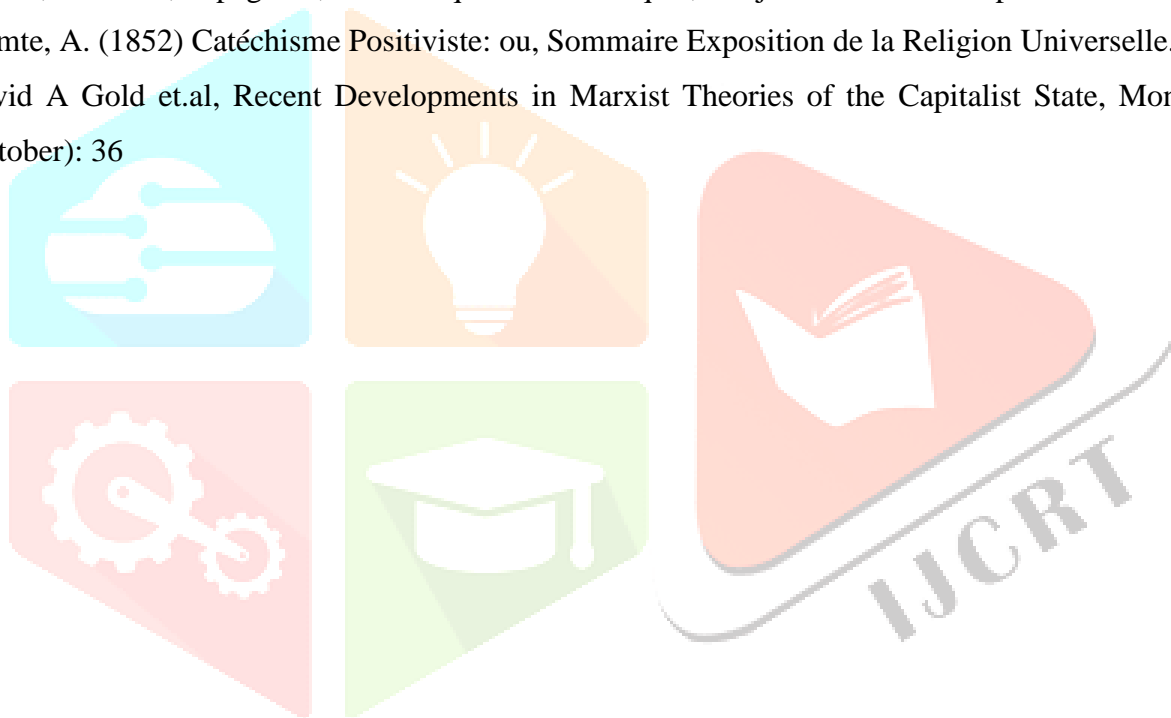 mte, A. (1852) Catéchisme Positiviste: ou, Sommaire Exposition de la Religion Universelle.
vid A Gold et.al, Recent Developments in Marxist Theories of the Capitalist State, Mon
tober): 36
IJCRT